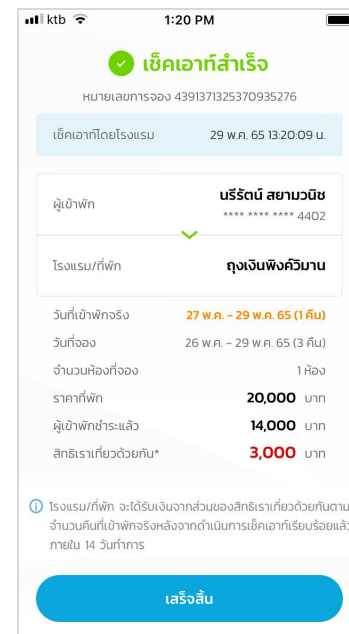 ktb 1:20 PM
เช็คเอาท์สำเร็จ
หมายเลขการจอง 4391371325370935276
เช็คเอาท์โดยโรงแรม 29 พ.ค. 65 13:20:09 น.
ผู้เข้าพัก นรีรัตน์ สยามวนิช
**** **** **** 4402
โรงแรม/ที่พัก ถุงเงินพิงค์วิมาน
วันที่เข้าพักจริง 27 พ.ค. – 29 พ.ค. 65 (1 คืน)
วันที่จอง 26 พ.ค. – 29 พ.ค. 65 (3 คืน)
จำนวนห้องที่จอง 1 ห้อง
ราคาที่พัก 20,000 บาท
ผู้เข้าพักชำระแล้ว 14,000 บาท
สิทธิเราเที่ยวด้วยกัน* 3,000 บาท
โรงแรม/ที่พัก จะได้รับเงินจากส่วนของสิทธิเราเที่ยวด้วยกันตาม
จำนวนคืนที่เข้าพักจริงหลังจากดำเนินการเช็คเอาท์เรียบร้อยแล้ว
ภายใน 14 วันทำการ
เสร็จสิ้น